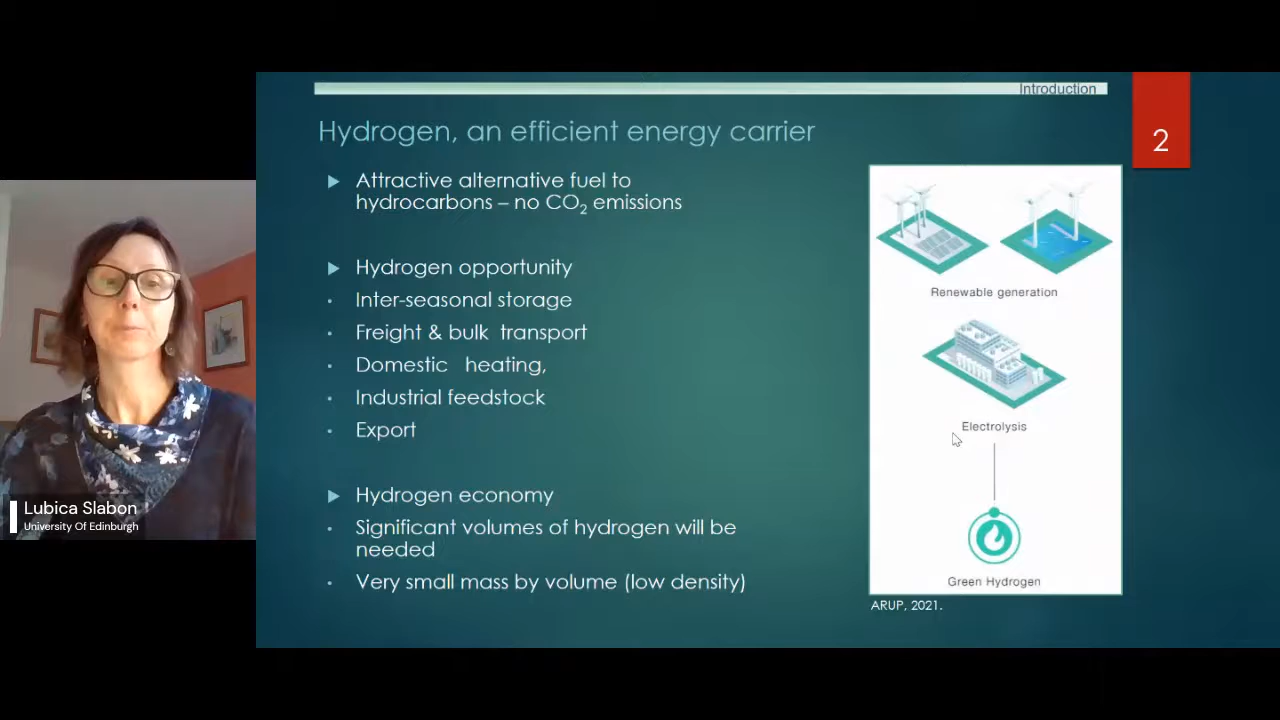 Introduction
2
Hydrogen, an efficient energy carrier
Attractive alternative fuel to
hydrocarbons – no CO₂ emissions
Hydrogen opportunity
Inter-seasonal storage
Freight & bulk transport
Domestic heating,
Industrial feedstock
Export
Hydrogen economy
Significant volumes of hydrogen will be
needed
Very small mass by volume (low density)
Renewable generation
Electrolysis
Green Hydrogen
ARUP, 2021.
Lubica Slabon
University Of Edinburgh